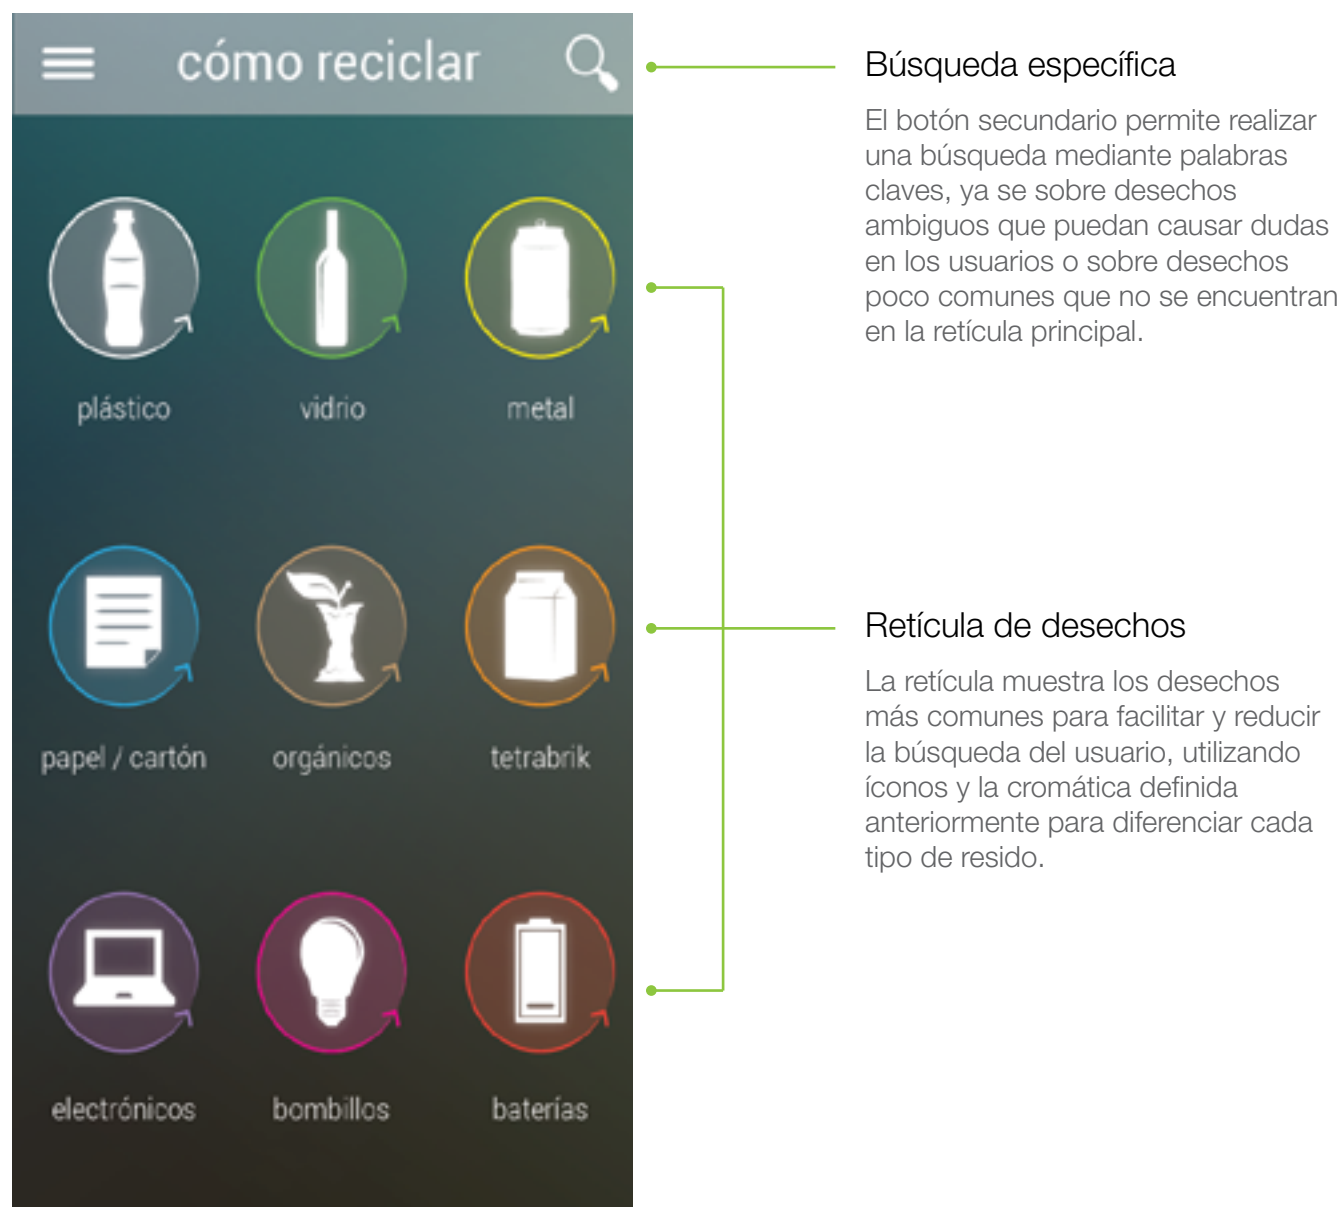 cómo reciclar
plástico
vidrio
metal
papel / cartón
orgánicos
tetrabrik
electrónicos
bombillos
baterías
Búsqueda específica
El botón secundario permite realizar
una búsqueda mediante palabras
claves, ya se sobre desechos
ambiguos que puedan causar dudas
en los usuarios o sobre desechos
poco comunes que no se encuentran
en la retícula principal.
Retícula de desechos
La retícula muestra los desechos
más comunes para facilitar y reducir
la búsqueda del usuario, utilizando
íconos y la cromática definida
anteriormente para diferenciar cada
tipo de resido.